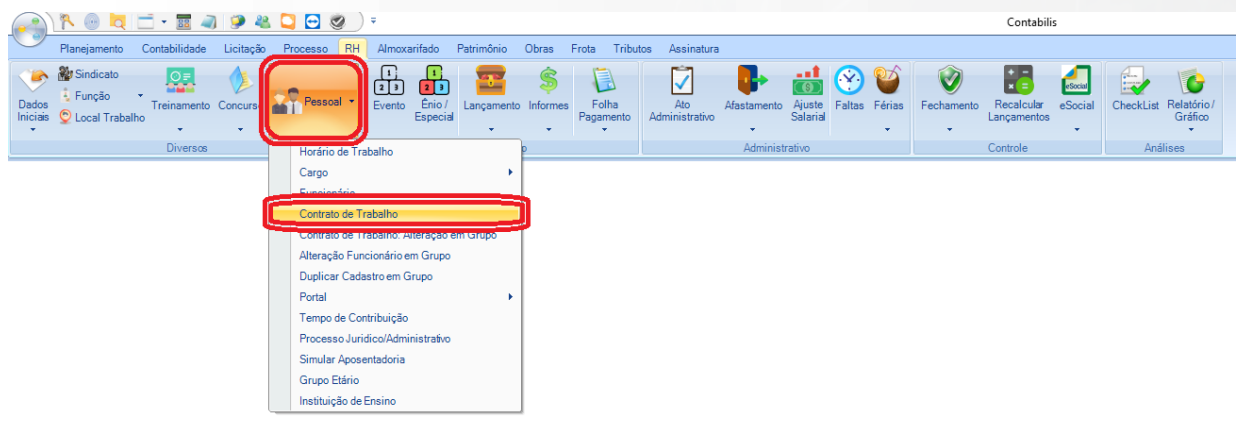 Contabilis
Planejamento Contabilidade Licitação Processo RH Almoxarifado Patrimônio Obras Frota Tributos Assinatura
Dados Iniciais
Sindicato
Função
Local Trabalho
Treinamento
Concurs
Pessoal
Evento
Ênio / Especial
Lançamento
Informes
Folha Pagamento
Ato Administrativo
Afastamento
Ajuste Salarial
Faltas
Férias
Fechamento
Recalcular Lançamentos
eSocial
CheckList
Relatório / Gráfico
Diversos
Administrativo
Controle
Análises
Horário de Trabalho
Cargo
Funcionário
Contrato de Trabalho
Contrato de Trabalho: Alteração em Grupo
Alteração Funcionário em Grupo
Duplicar Cadastro em Grupo
Portal
Tempo de Contribuição
Processo Juridico/Administrativo
Simular Aposentadoria
Grupo Etário
Instituição de Ensino